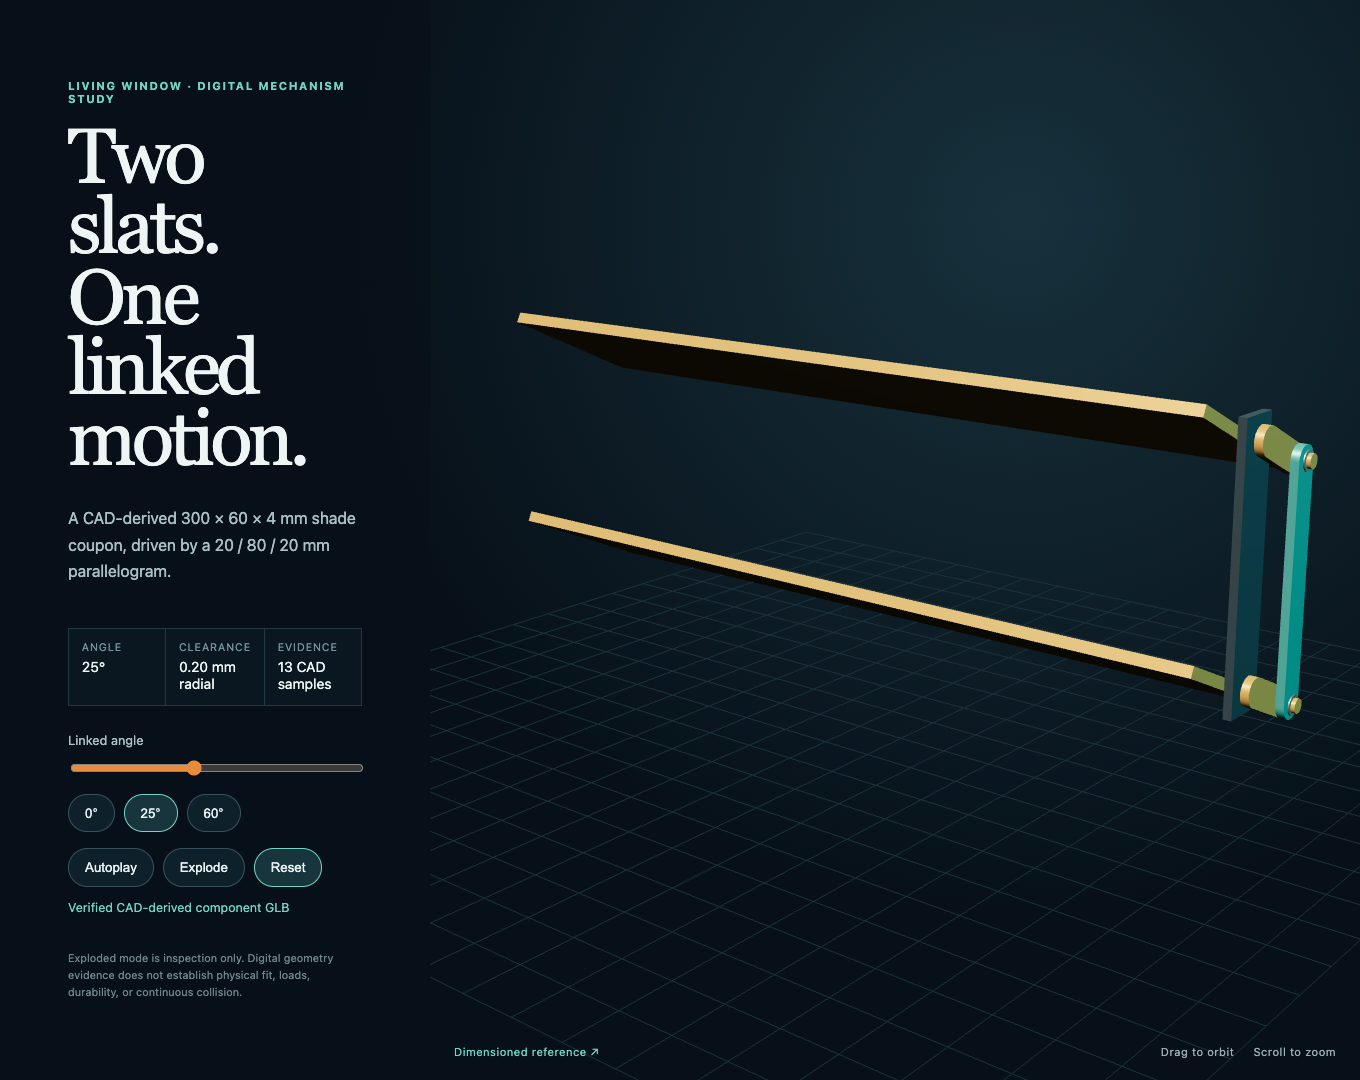 LIVING WINDOW · DIGITAL MECHANISM
STUDY
Two
slats.
One
linked
motion.
A CAD-derived 300 × 60 × 4 mm shade
coupon, driven by a 20 / 80 / 20 mm
parallelogram.
ANGLE
25°
CLEARANCE
0.20 mm
radial
EVIDENCE
13 CAD
samples
Linked angle
0° 25° 60°
Autoplay Explode Reset
Verified CAD-derived component GLB
Exploded mode is inspection only. Digital geometry
evidence does not establish physical fit, loads,
durability, or continuous collision.
Dimensioned reference ↗
Drag to orbit Scroll to zoom